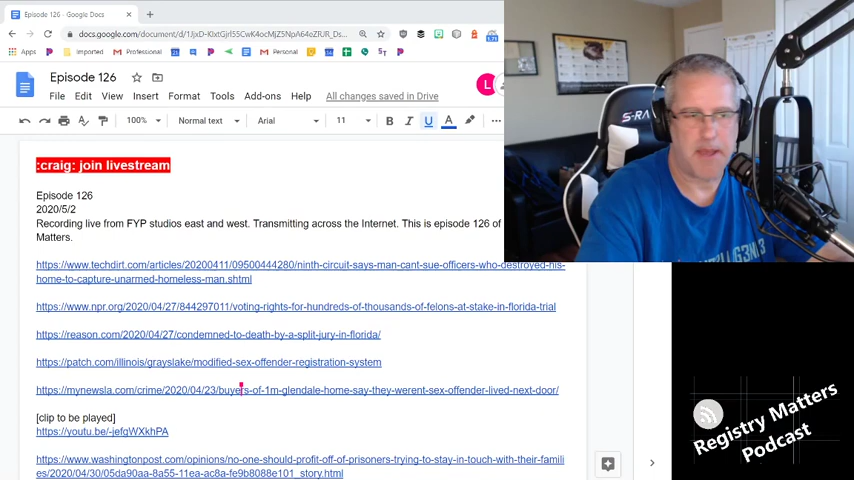 Episode 126 - Google Docs
docs.google.com/document/d/1JjxD-KlxtGjrl55CwK4ocMjZ5NpA64eZlRJR_Ds...
Apps
Imported
Professional
Personal
Episode 126
File Edit View Insert Format Tools Add-ons Help All changes saved in Drive
L
100% Normal text Arial 11 B I U A
:craig: join livestream
Episode 126
2020/5/2
Recording live from FYP studios east and west. Transmitting across the Internet. This is episode 126 of
Matters.
https://www.techdirt.com/articles/20200411/09500444280/ninth-circuit-says-man-cant-sue-officers-who-destroyed-his-
home-to-capture-unarmed-homeless-man.shtml
https://www.npr.org/2020/04/27/844297011/voting-rights-for-hundreds-of-thousands-of-felons-at-stake-in-florida-trial
https://reason.com/2020/04/27/condemned-to-death-by-a-split-jury-in-florida/
https://patch.com/illinois/grayslake/modified-sex-offender-registration-system
https://mynewsla.com/crime/2020/04/23/buyers-of-1m-glendale-home-say-they-werent-sex-offender-lived-next-door/
[clip to be played]
https://youtu.be/-jefgWXkhPA
https://www.washingtonpost.com/opinions/no-one-should-profit-off-of-prisoners-trying-to-stay-in-touch-with-their-famili
es/2020/04/30/05da90aa-8a55-11ea-ac8a-fe9b8088e101_story.html
S-RA
Registry Matters
Podcast